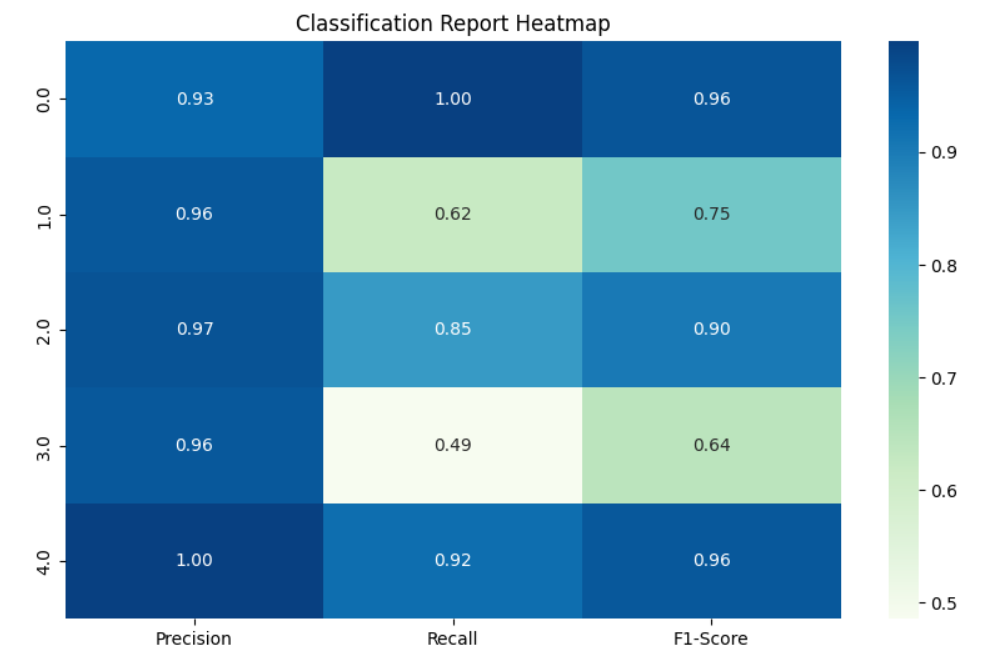 Classification Report Heatmap
0.0 0.93 1.00 0.96
1.0 0.96 0.62 0.75
2.0 0.97 0.85 0.90
3.0 0.96 0.49 0.64
4.0 1.00 0.92 0.96
Precision Recall F1-Score
0.9
0.8
0.7
0.6
0.5